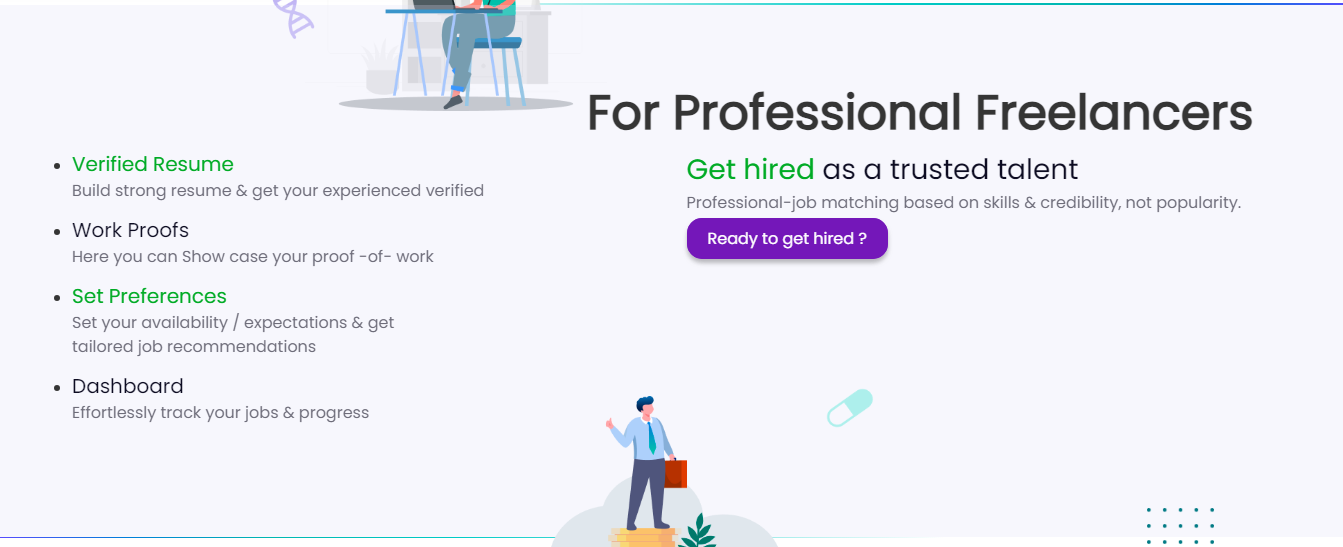 For Professional Freelancers
Verified Resume
Build strong resume & get your experienced verified
Work Proofs
Here you can Show case your proof -of- work
Set Preferences
Set your availability / expectations & get
tailored job recommendations
Dashboard
Effortlessly track your jobs & progress
Get hired as a trusted talent
Professional-job matching based on skills & credibility, not popularity.
Ready to get hired ?